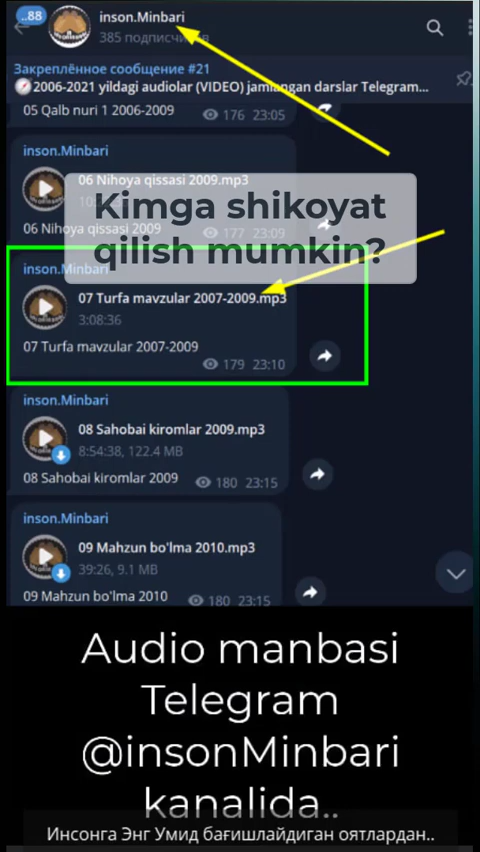 ..88
inson.Minbari
385 подписчиков
Закреплённое сообщение #21
🧭2006-2021 yildagi audiolar (VIDEO) jamlangan darslar Telegram...
05 Qalb nuri 1 2006-2009
176 23:05
inson.Minbari
06 Nihoya qissasi 2009.mp3
Kimga shikoyat
qilish mumkin?
06 Nihoya qissasi 2009
177 23:09
inson.Minbari
07 Turfa mavzular 2007-2009.mp3
3:08:36
07 Turfa mavzular 2007-2009
179 23:10
inson.Minbari
08 Sahobai kiromlar 2009.mp3
8:54:38, 122.4 MB
08 Sahobai kiromlar 2009
180 23:15
inson.Minbari
09 Mahzun bo'lma 2010.mp3
39:26, 9.1 MB
09 Mahzun bo'lma 2010
180 23:15
Audio manbasi
Telegram
@insonMinbari
kanalida..
Инсонга Энг Умид бағишлайдиган оятлардан..